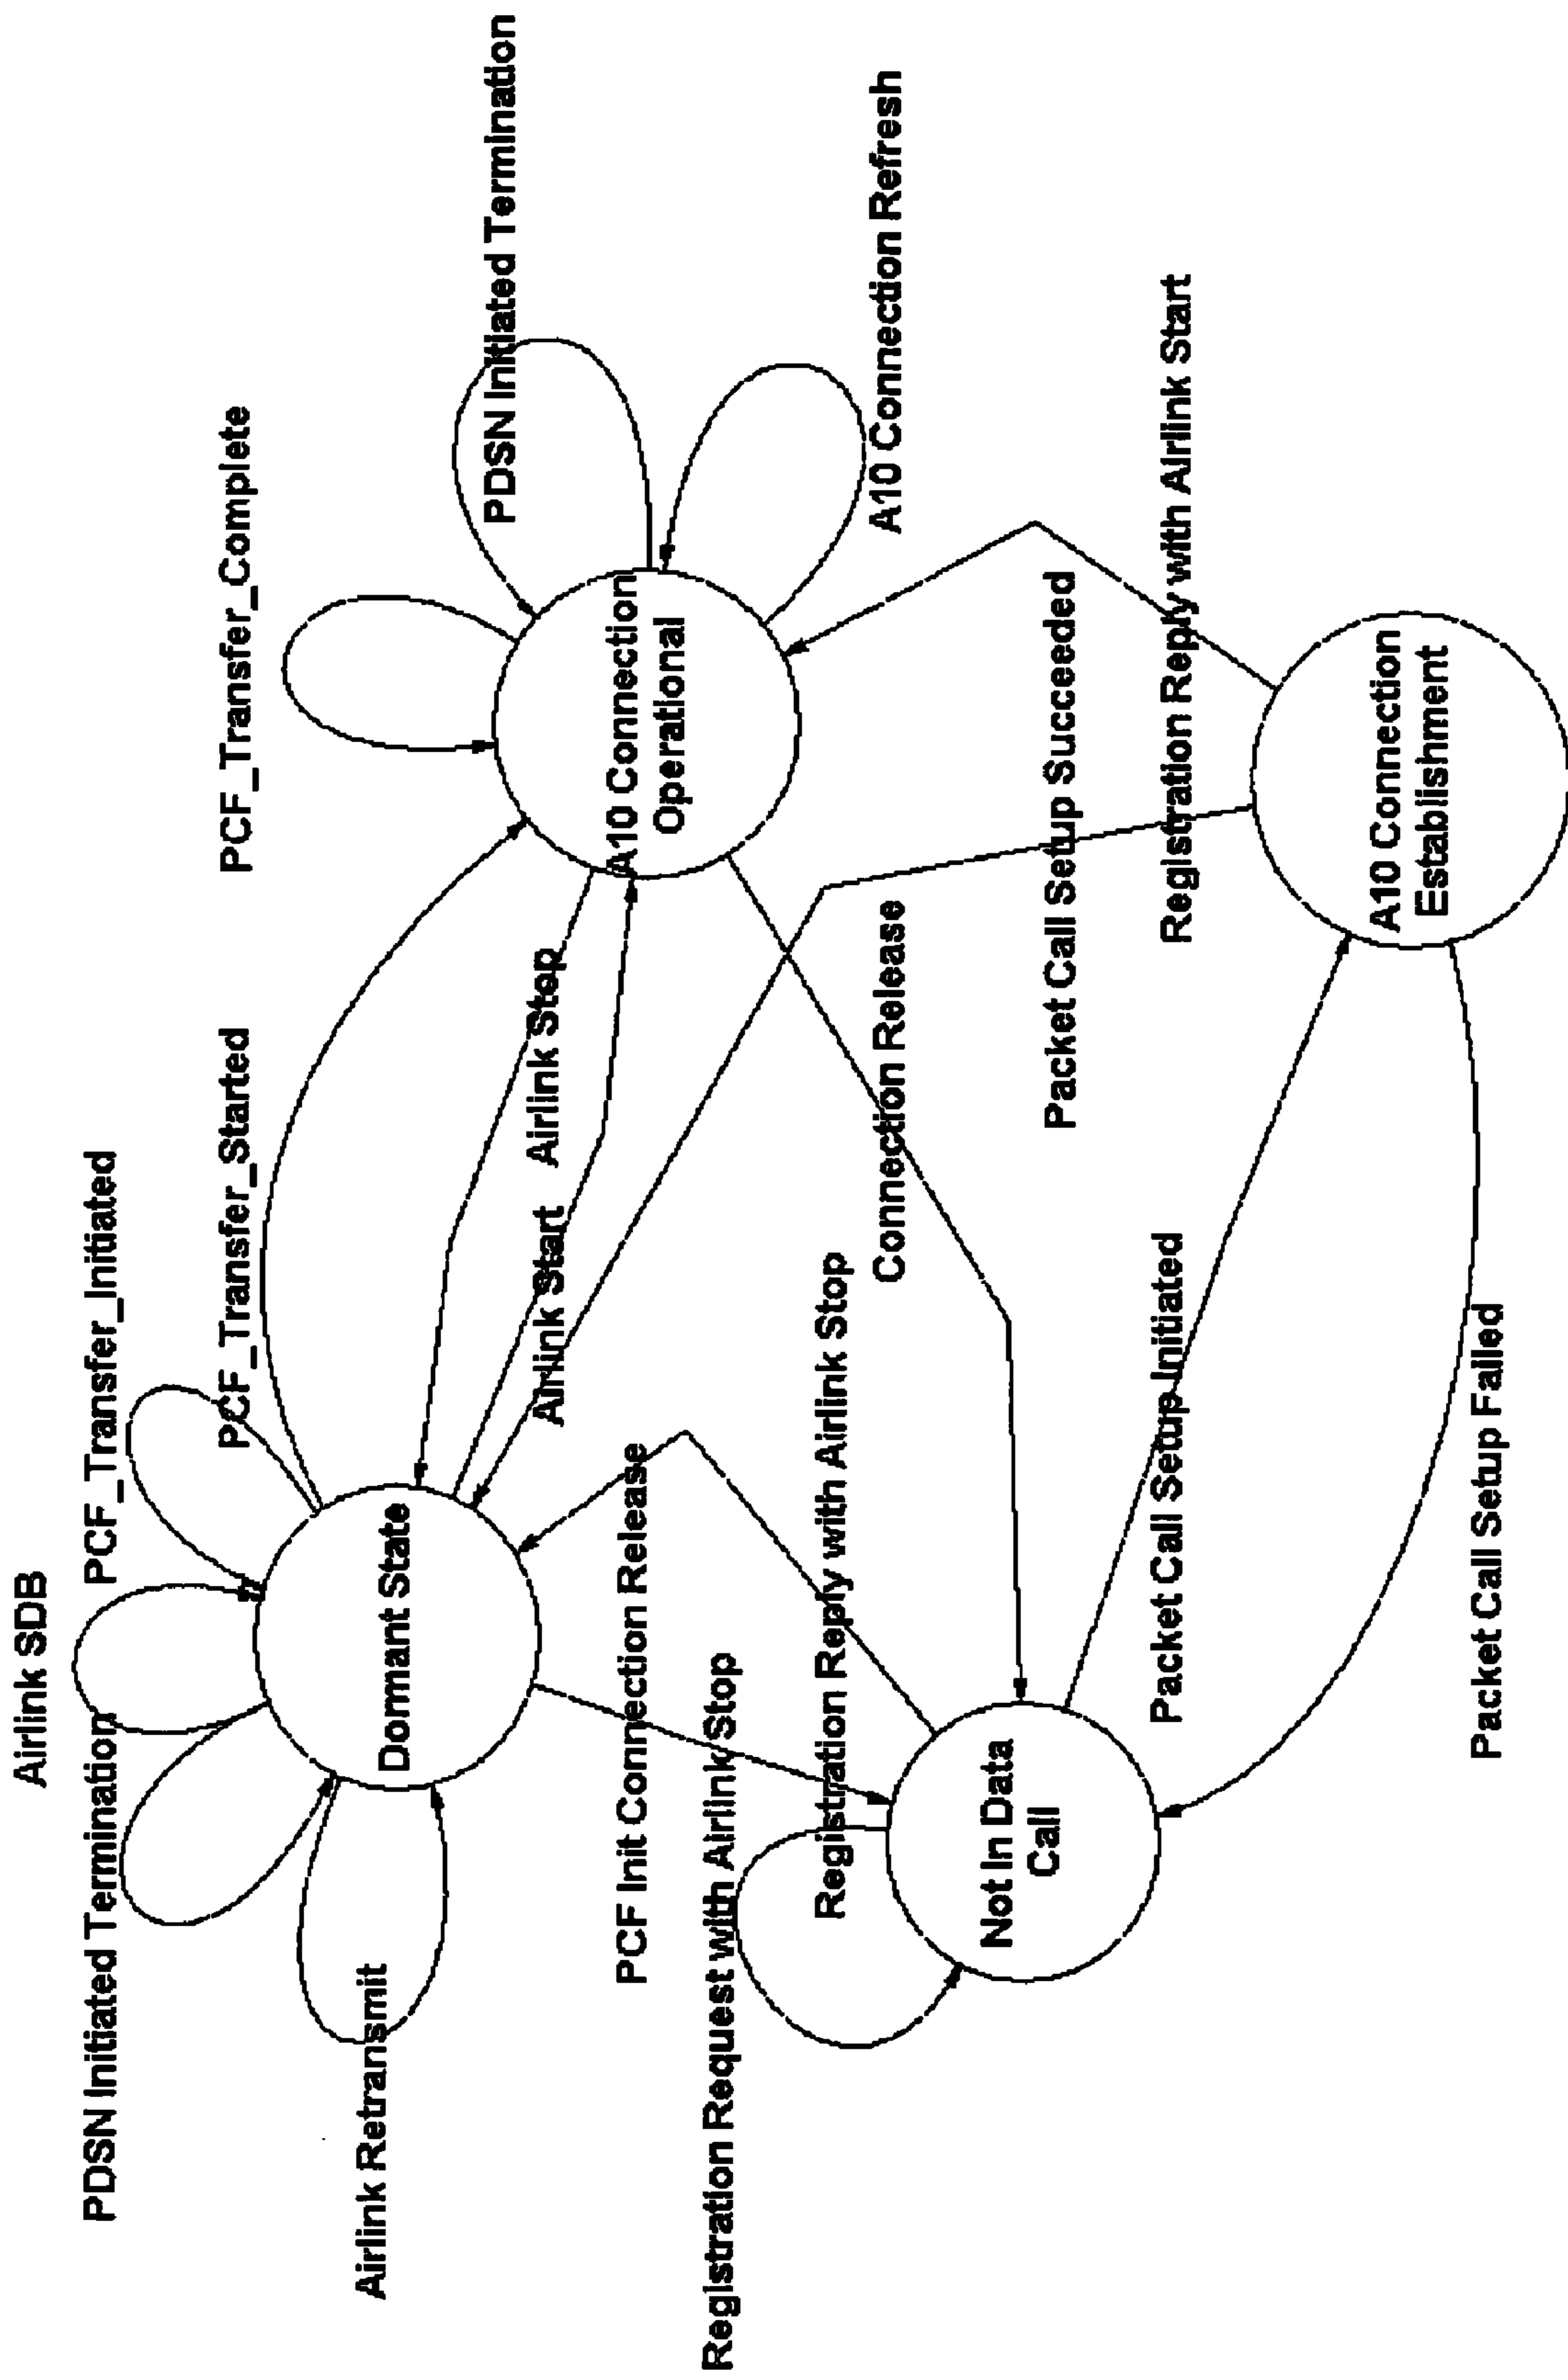 Airlink SDB
PDSN Initiated Termination
PCF_Transfer_Initiated
PCF_Transfer_Started
PCF_Transfer_Complete
Airlink Retransmit
Dormant State
Airlink Start
Airlink Stop
PDSN Initiated Termination
A10 Connection
Operational
PCF Init Connection Release
Registration Request with Airlink Stop
Registration Reply with Airlink Stop
Connection Release
A10 Connection Refresh
Not In Data
Call
Packet Call Setup Succeeded
Packet Call Setup Initiated
Registration Reply with Airlink Start
A10 Connection
Establishment
Packet Call Setup Failed